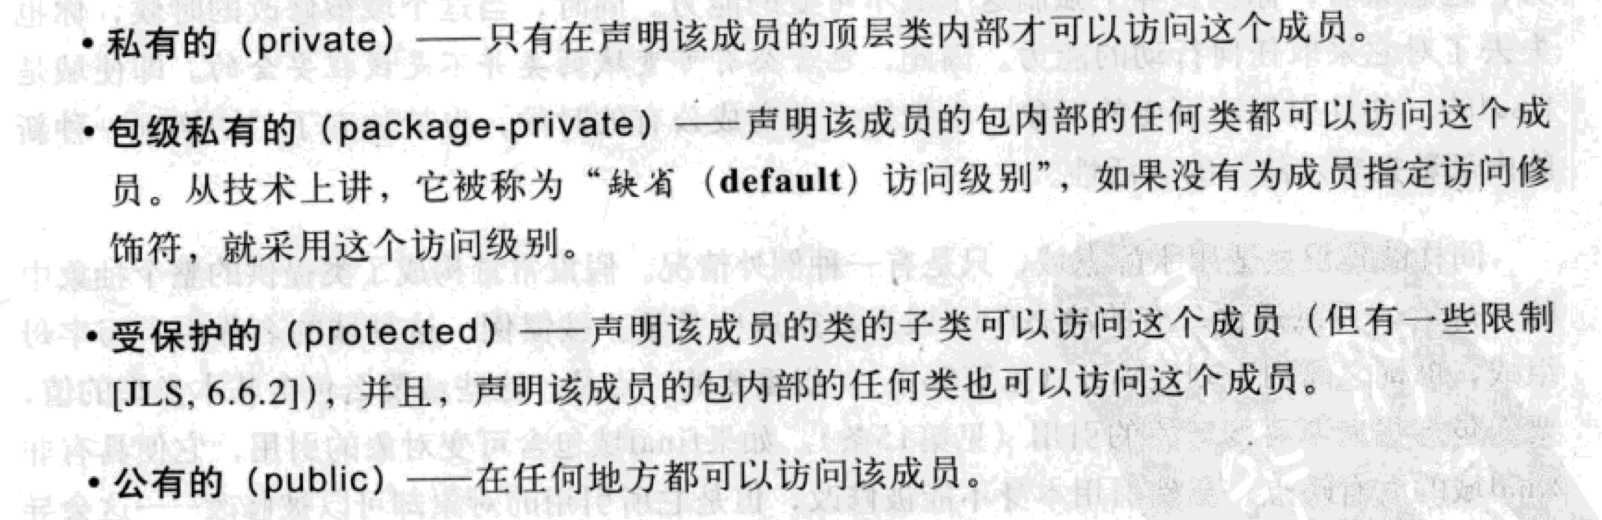 • 私有的（private）——只有在声明该成员的顶层类内部才可以访问这个成员。
• 包级私有的（package-private）——声明该成员的包内部的任何类都可以访问这个成
员。从技术上讲，它被称为“缺省（default）访问级别”，如果没有为成员指定访问修
饰符，就采用这个访问级别。
• 受保护的（protected）——声明该成员的类的子类可以访问这个成员（但有一些限制
[JLS, 6.6.2]），并且，声明该成员的包内部的任何类也可以访问这个成员。
• 公有的（public）——在任何地方都可以访问该成员。